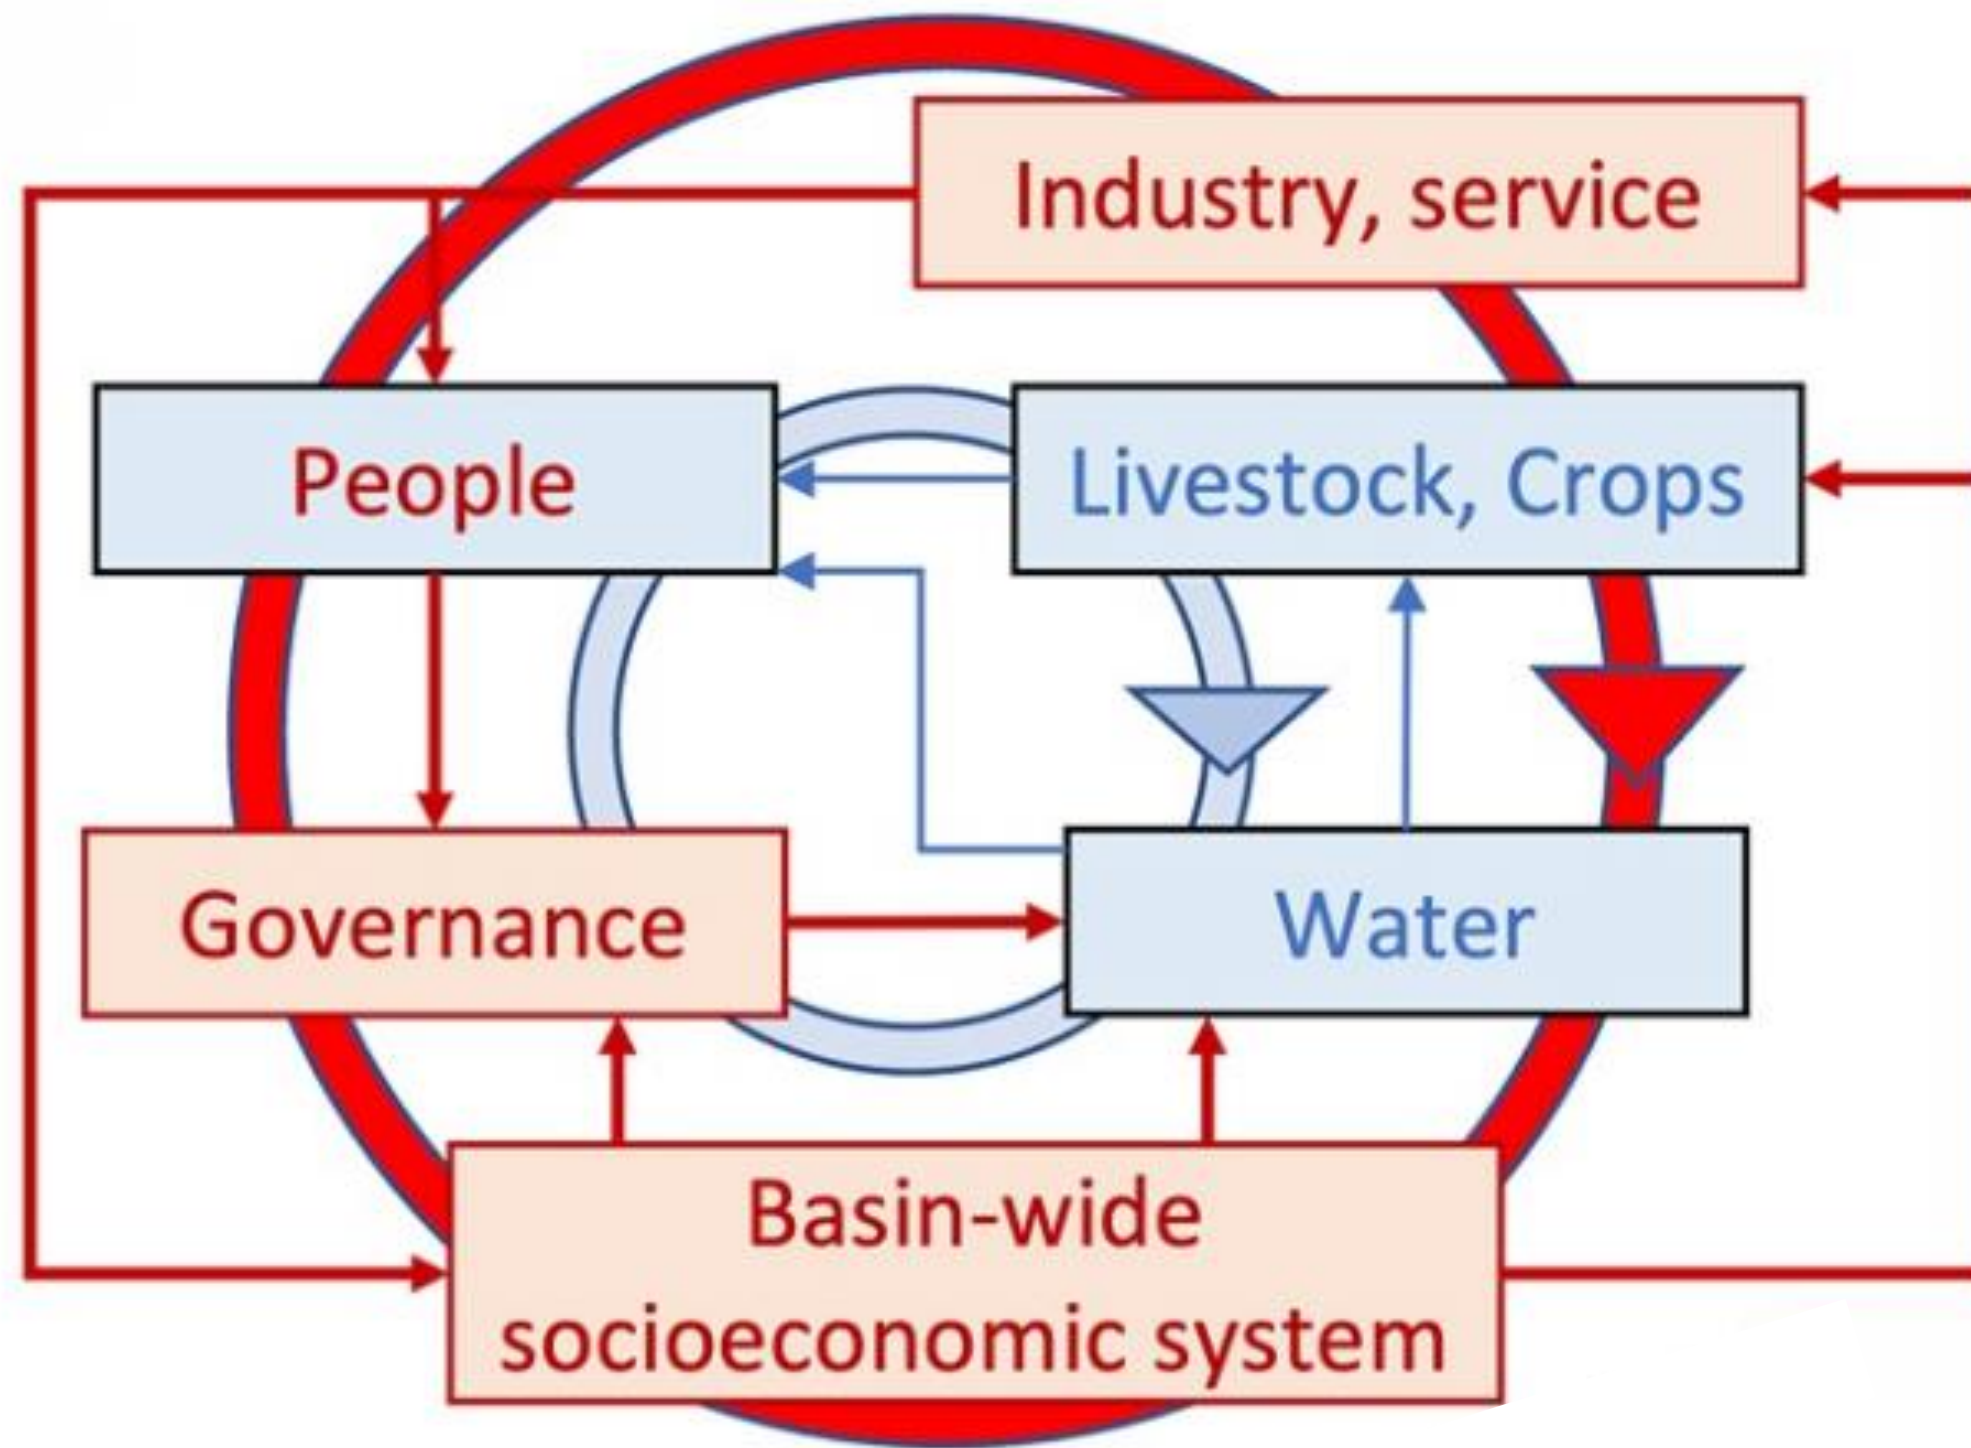 Industry, service
People
Livestock, Crops
Governance
Water
Basin-wide
socioeconomic system